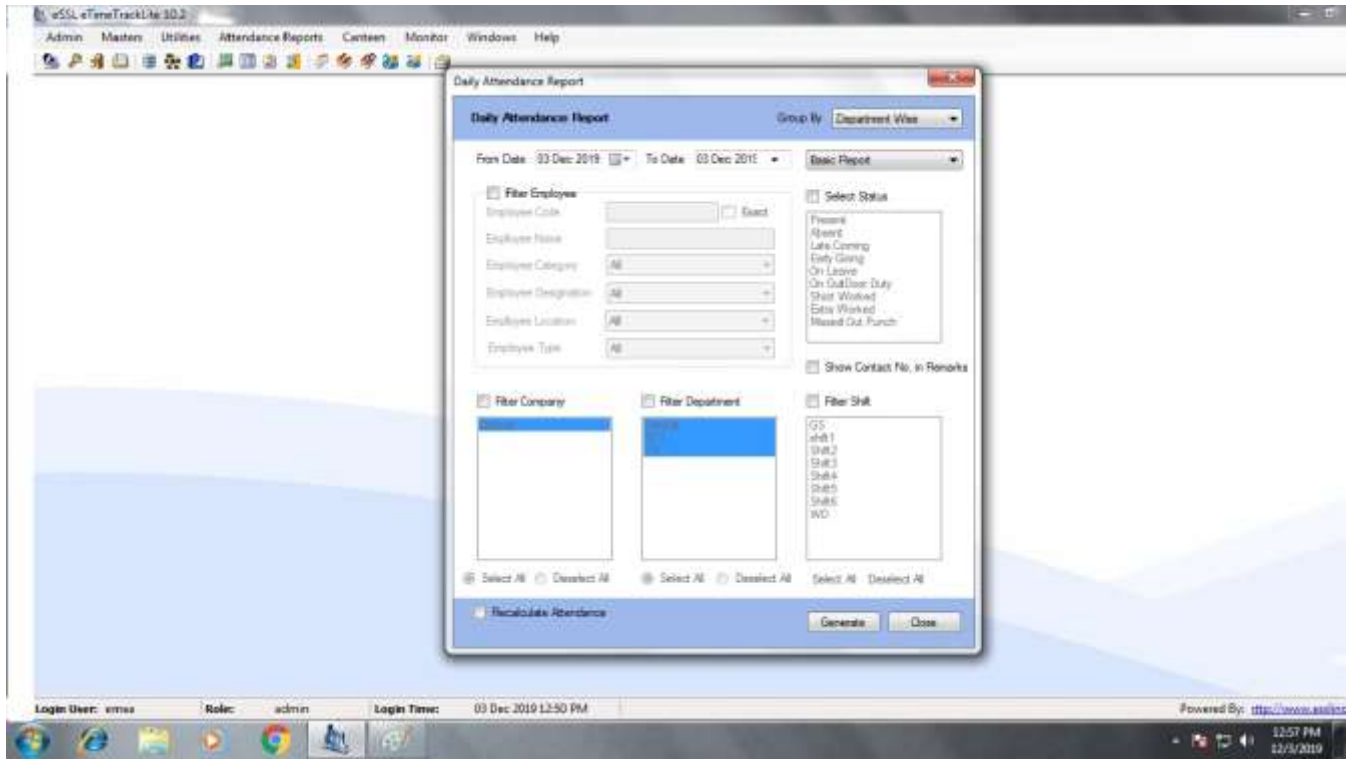 eSSL eTimeTrackLite 10.2
Admin Masters Utilities Attendance Reports Canteen Monitor Windows Help
Daily Attendance Report
Daily Attendance Report Group By Department Wise
From Date 03 Dec 2019 To Date 03 Dec 2019 Basic Report
Filter Employee Select Status
Employee Code Exact
Employee Name
Employee Category All
Employee Designation All
Employee Location All
Employee Type All
Present
Absent
Late Coming
Early Going
On Leave
On OutDoor Duty
Short Worked
Extra Worked
Missed Out Punch
Show Contact No. in Remarks
Filter Company Filter Department Filter Shift
Default
GS
shift1
Shift2
Shift3
Shift4
Shift5
Shift6
WO
Select All Deselect All Select All Deselect All Select All Deselect All
Recalculate Attendance Generate Close
Login User: Role: admin Login Time: 03 Dec 2019 12:50 PM Powered By:
12:57 PM
12/3/2019